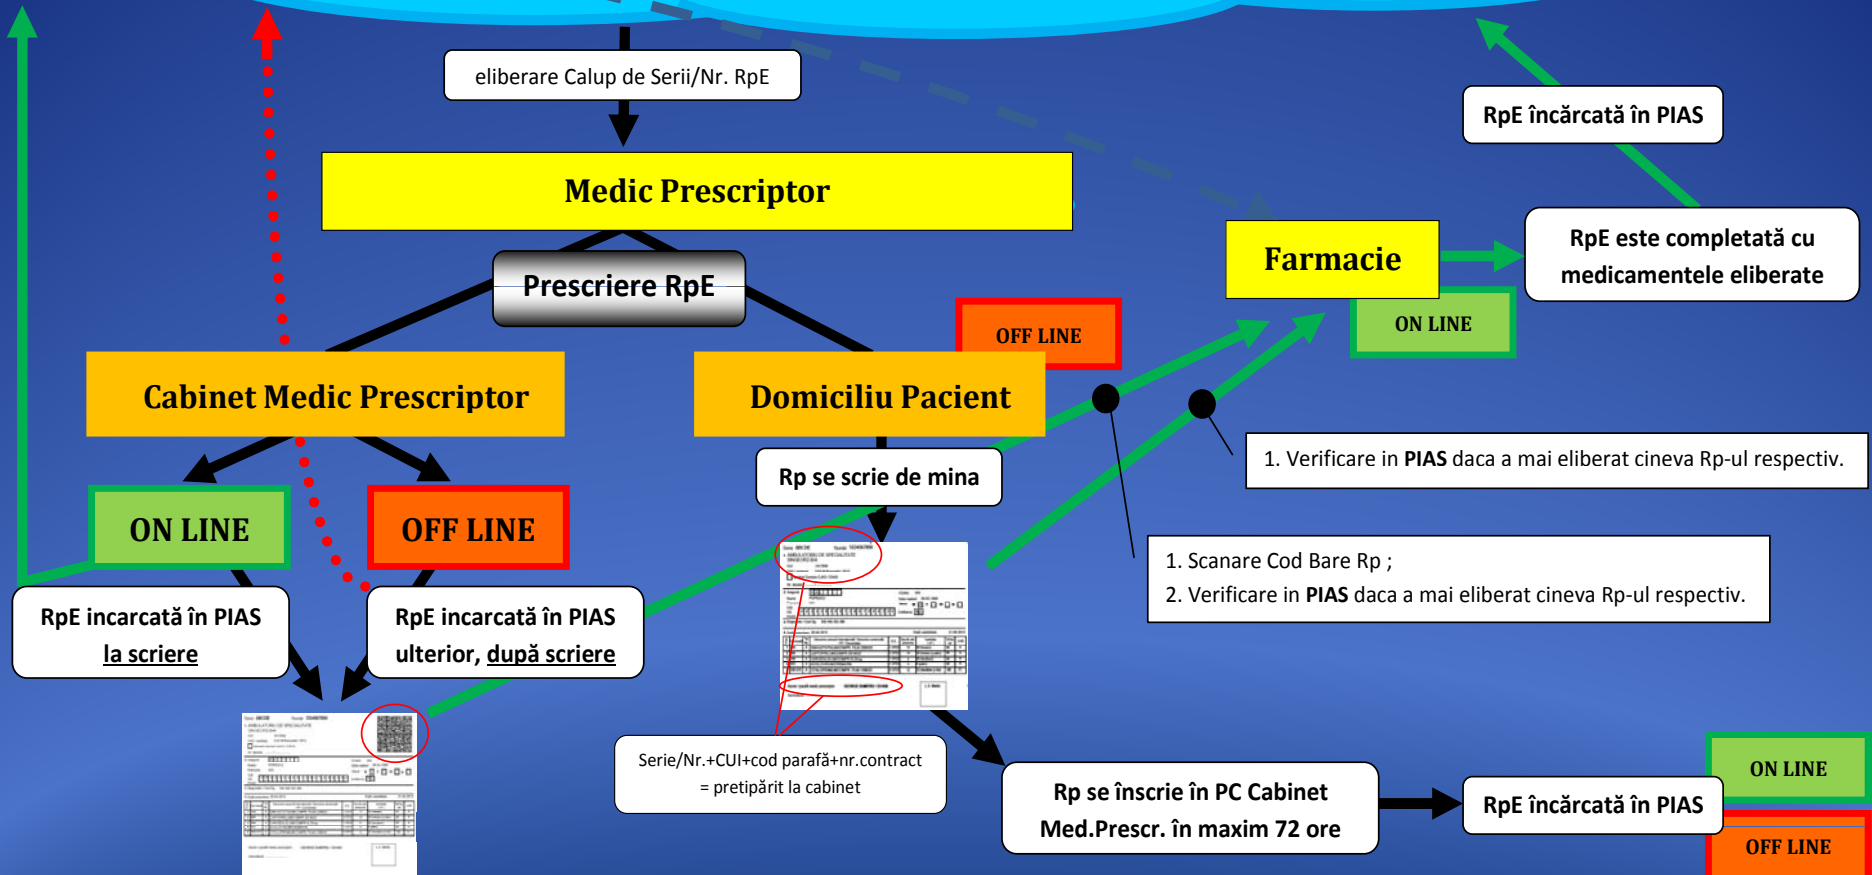 eliberare Calup de Serii/Nr. RpE
RpE încărcată în PIAS
Medic Prescriptor
RpE este completată cu
medicamentele eliberate
Farmacie
Prescriere RpE
OFF LINE
ON LINE
Cabinet Medic Prescriptor
Domiciliu Pacient
1. Verificare in PIAS daca a mai eliberat cineva Rp-ul respectiv.
Rp se scrie de mina
ON LINE
OFF LINE
1. Scanare Cod Bare Rp ;
2. Verificare in PIAS daca a mai eliberat cineva Rp-ul respectiv.
RpE incarcată în PIAS
la scriere
RpE incarcată în PIAS
ulterior, după scriere
Serie/Nr.+CUI+cod parafă+nr.contract
= pretipărit la cabinet
Rp se înscrie în PC Cabinet
Med.Prescr. în maxim 72 ore
RpE încărcată în PIAS
ON LINE
OFF LINE